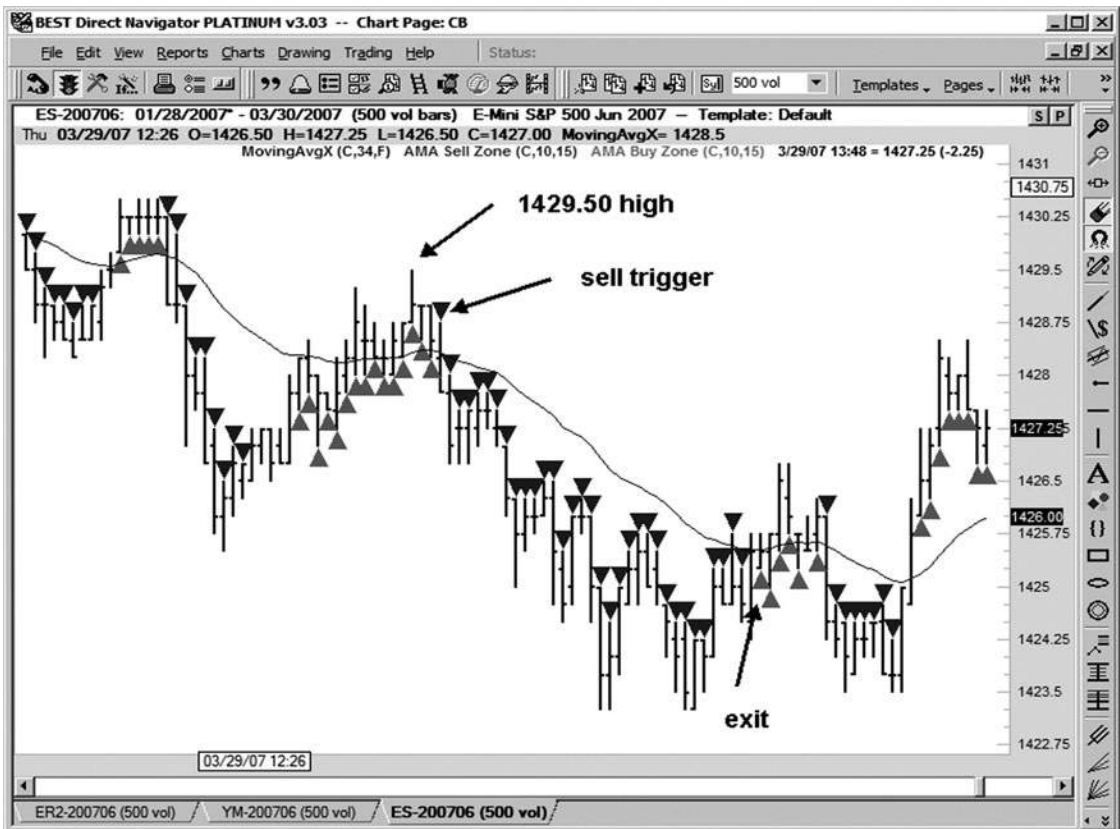 BEST Direct Navigator PLATINUM v3.03 -- Chart Page: CB
File Edit View Reports Charts Drawing Trading Help Status:
Syl 500 vol Templates Pages
ES-200706: 01/28/2007* - 03/30/2007 (500 vol bars) E-Mini S&P 500 Jun 2007 — Template: Default S P
Thu 03/29/07 12:26 O=1426.50 H=1427.25 L=1426.50 C=1427.00 MovingAvgX= 1428.5
MovingAvgX (C,34,F) AMA Sell Zone (C,10,15) AMA Buy Zone (C,10,15) 3/29/07 13:48 = 1427.25 (-2.25)
1431
1430.75
1430.25
1429.50 high
1429.5
sell trigger
1428.75
1428
1427.25
1426.5
1426.00
1425.75
1425
1424.25
1423.5
exit
1422.75
03/29/07 12:26
ER2-200706 (500 vol) YM-200706 (500 vol) ES-200706 (500 vol)